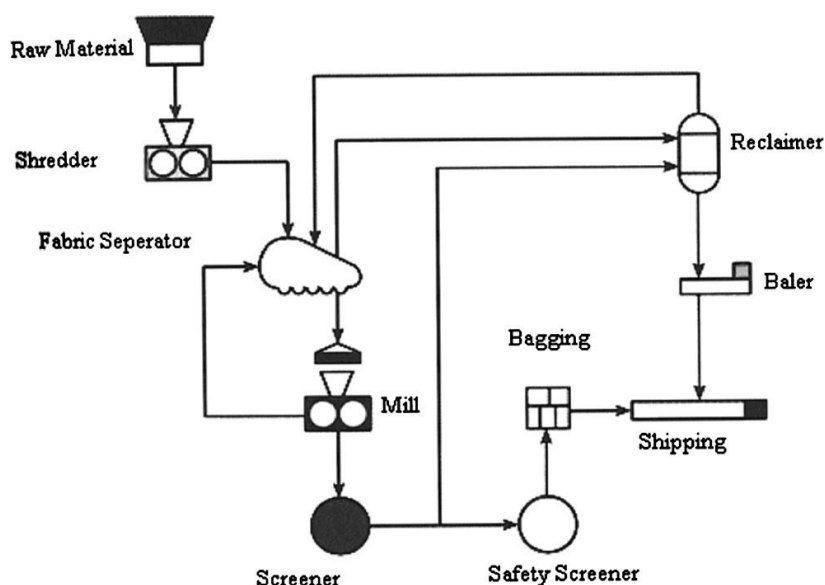 Raw Material
Shredder
Reclaimer
Fabric Seperator
Baler
Bagging
Mill
Shipping
Screener
Safety Screener